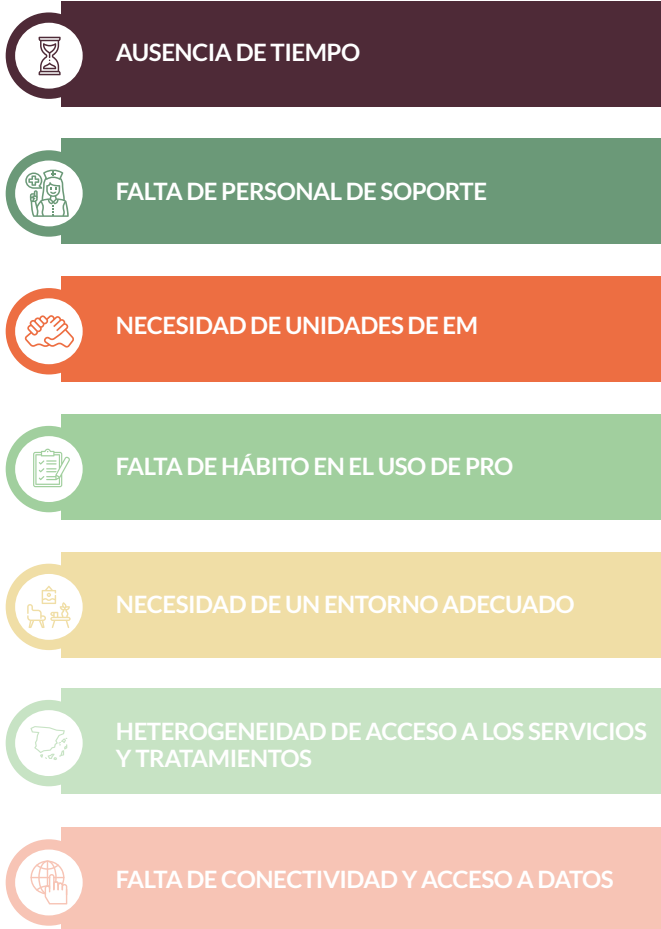 AUSENCIA DE TIEMPO
FALTA DE PERSONAL DE SOPORTE
NECESIDAD DE UNIDADES DE EM
FALTA DE HÁBITO EN EL USO DE PRO
NECESIDAD DE UN ENTORNO ADECUADO
HETEROGENEIDAD DE ACCESO A LOS SERVICIOS
Y TRATAMIENTOS
FALTA DE CONECTIVIDAD Y ACCESO A DATOS